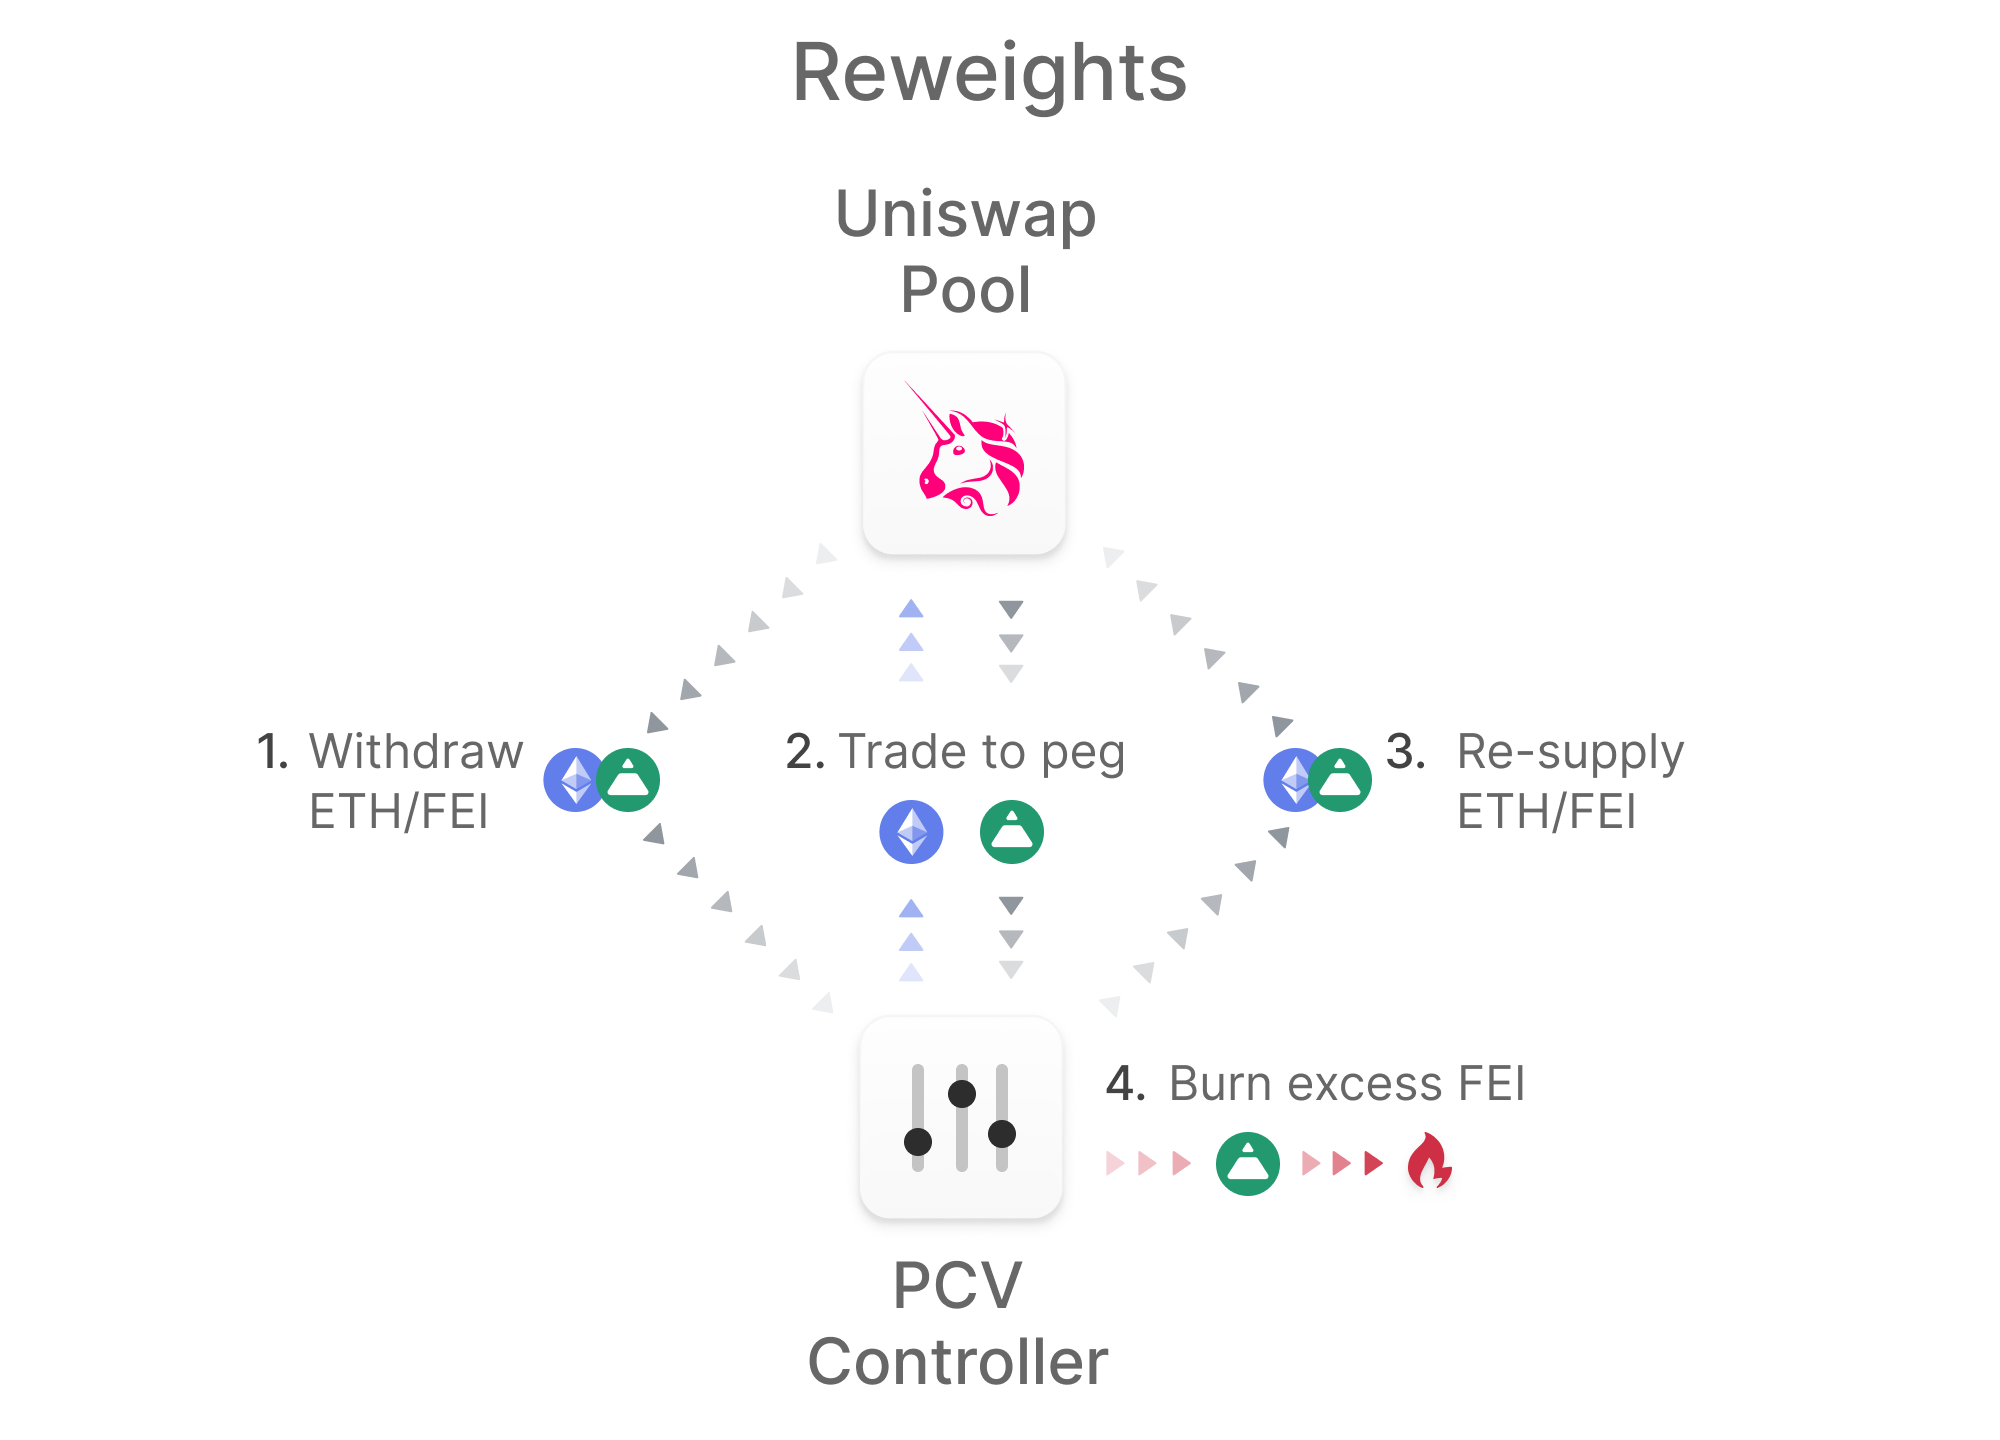 Reweights
Uniswap
Pool
1. Withdraw
ETH/FEI
2. Trade to peg
3. Re-supply
ETH/FEI
4. Burn excess FEI
PCV
Controller